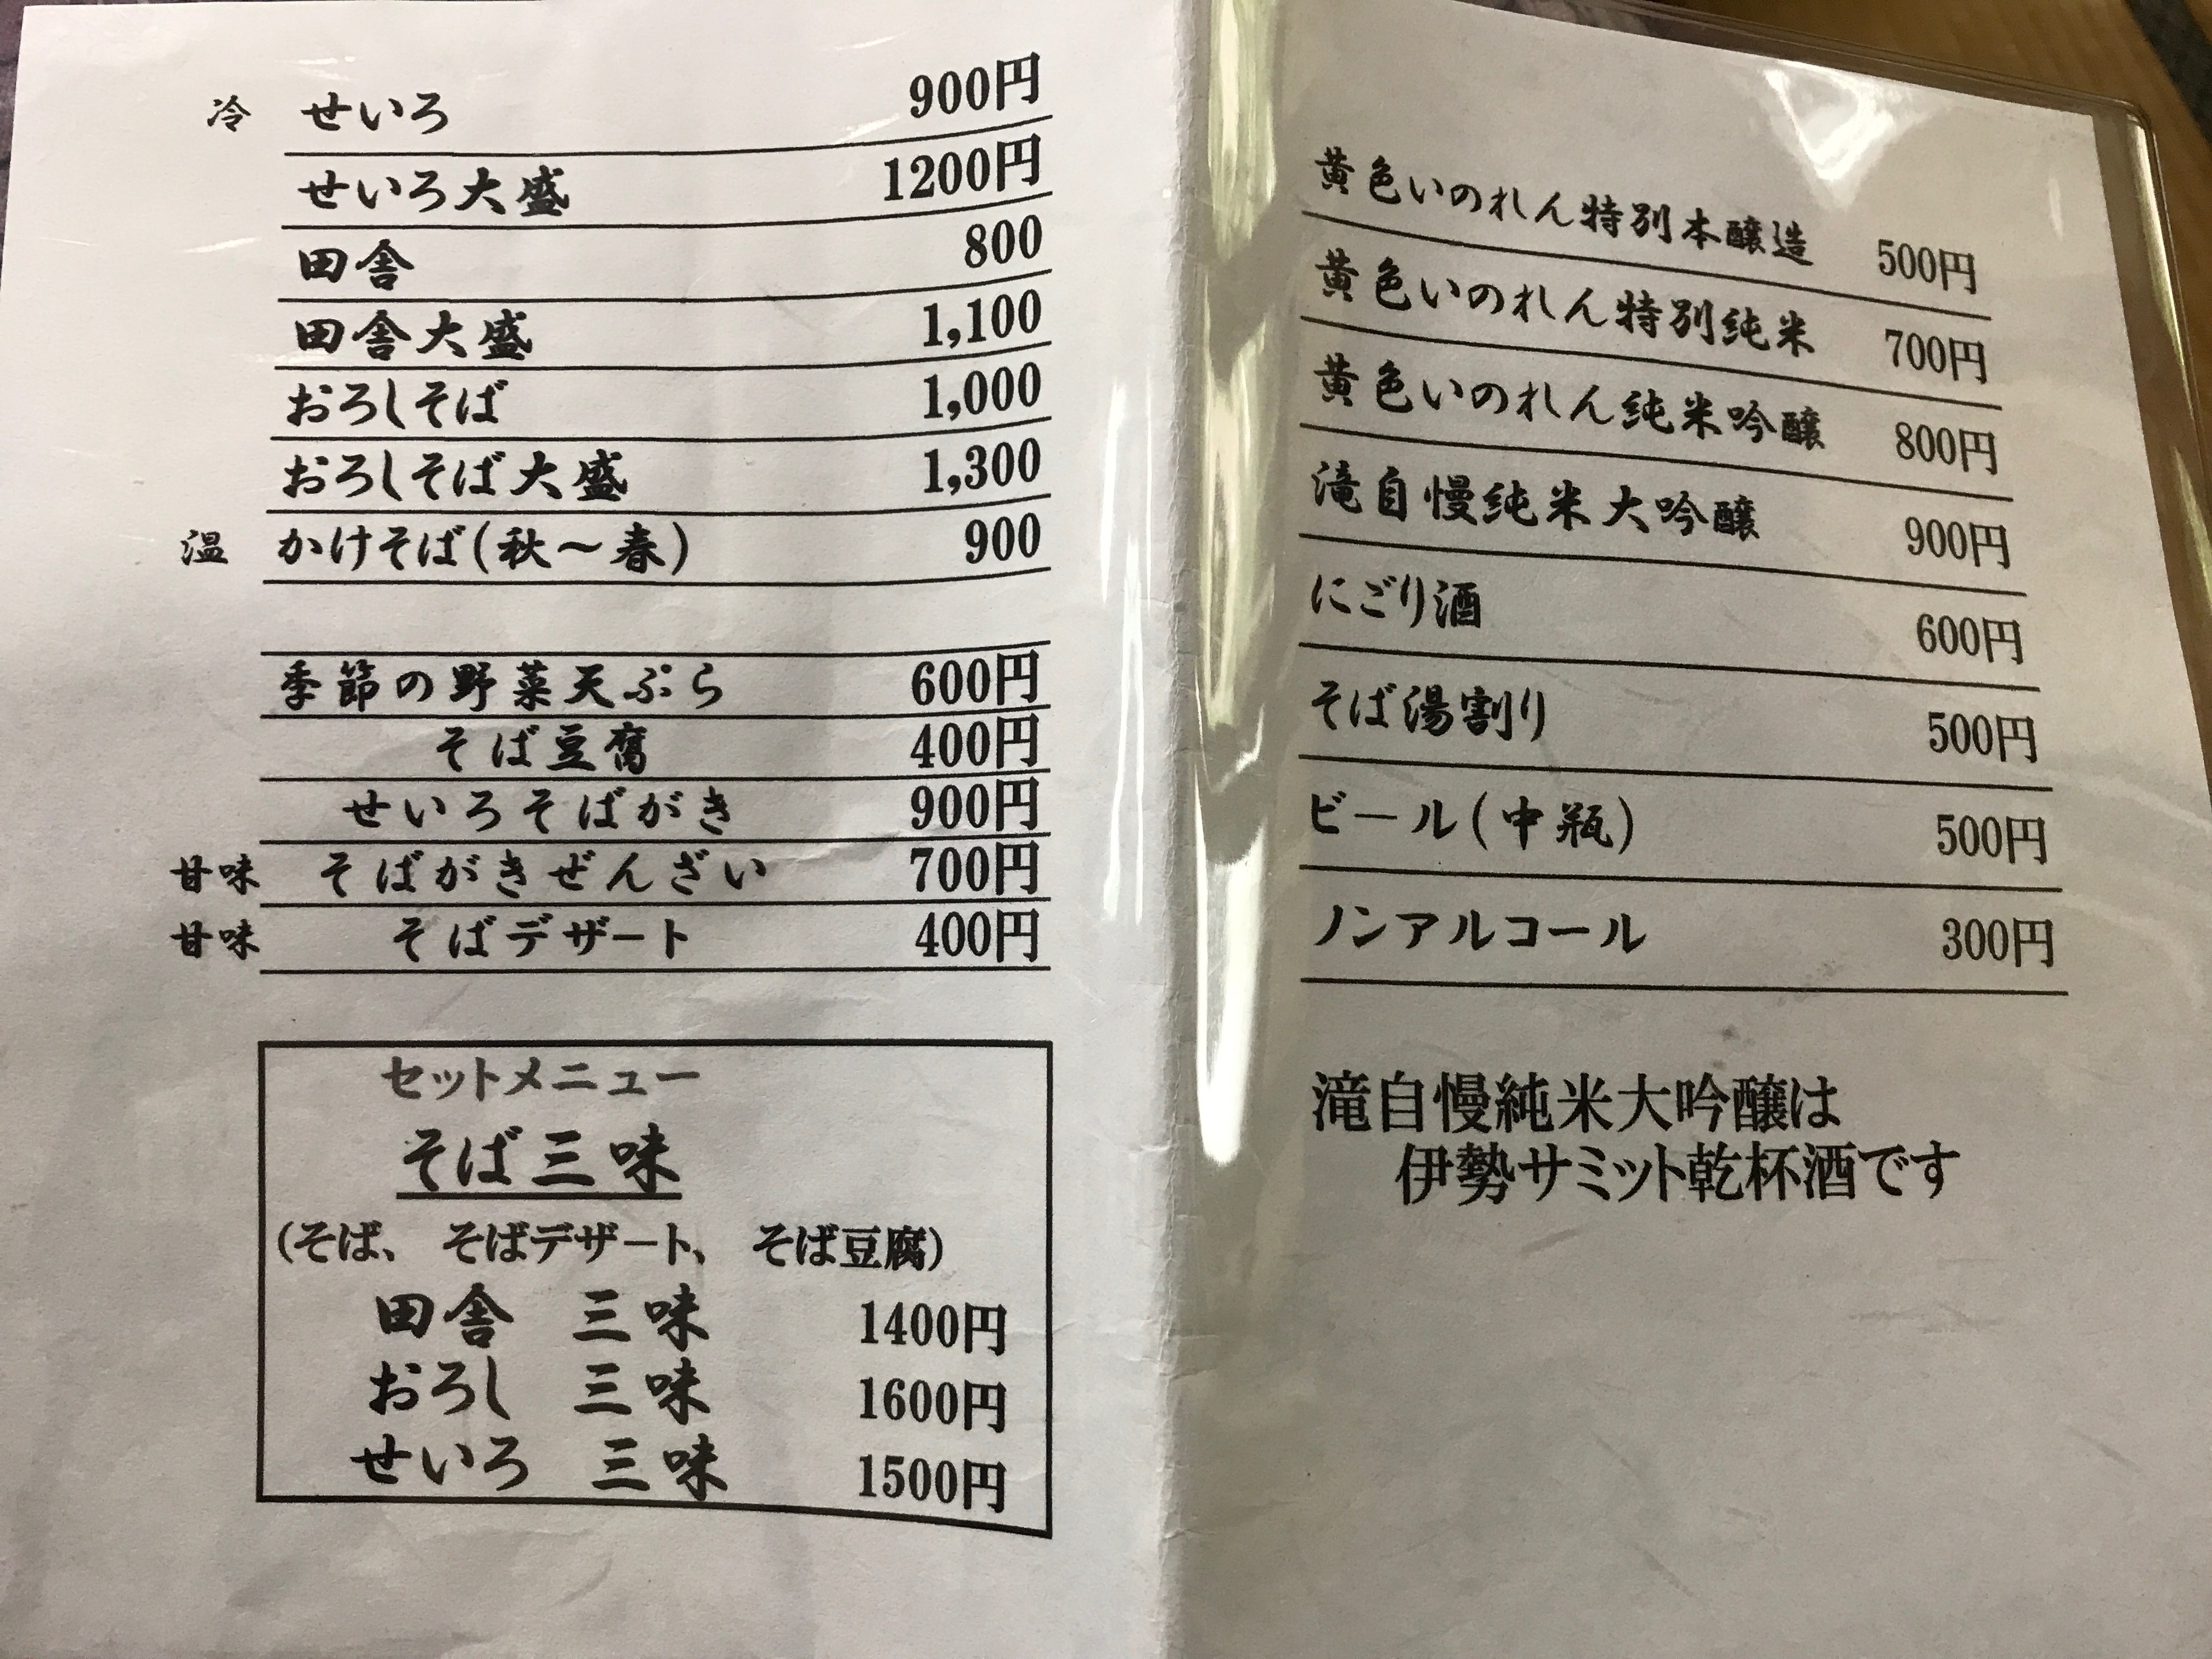 冷 せいろ 900円
せいろ大盛 1200円
田舎 800
田舎大盛 1,100
おろしそば 1,000
おろしそば大盛 1,300
温 かけそば(秋～春) 900
季節の野菜天ぷら 600円
そば豆腐 400円
せいろそばがき 900円
甘味 そばがきぜんざい 700円
甘味 そばデザート 400円
セットメニュー
そば三味
(そば、 そばデザート、 そば豆腐)
田舎 三味 1400円
おろし 三味 1600円
せいろ 三味 1500円
黄色いのれん特別本醸造 500円
黄色いのれん特別純米 700円
黄色いのれん純米吟醸 800円
滝自慢純米大吟醸 900円
にごり酒 600円
そば湯割り 500円
ビール(中瓶) 500円
ノンアルコール 300円
滝自慢純米大吟醸は
伊勢サミット乾杯酒です